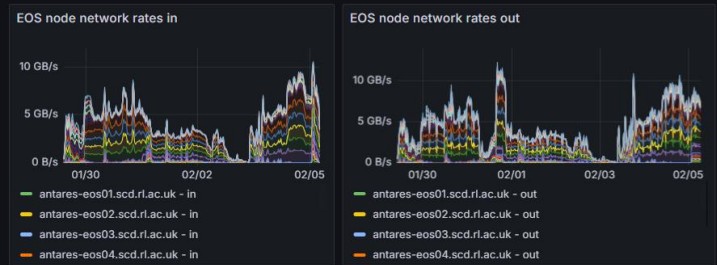 EOS node network rates in
10 GB/s
5 GB/s
0 B/s
01/30 02/02 02/05
antares-eos01.scd.rl.ac.uk - in
antares-eos02.scd.rl.ac.uk - in
antares-eos03.scd.rl.ac.uk - in
antares-eos04.scd.rl.ac.uk - in
EOS node network rates out
10 GB/s
5 GB/s
0 B/s
01/30 02/01 02/03 02/05
antares-eos01.scd.rl.ac.uk - out
antares-eos02.scd.rl.ac.uk - out
antares-eos03.scd.rl.ac.uk - out
antares-eos04.scd.rl.ac.uk - out